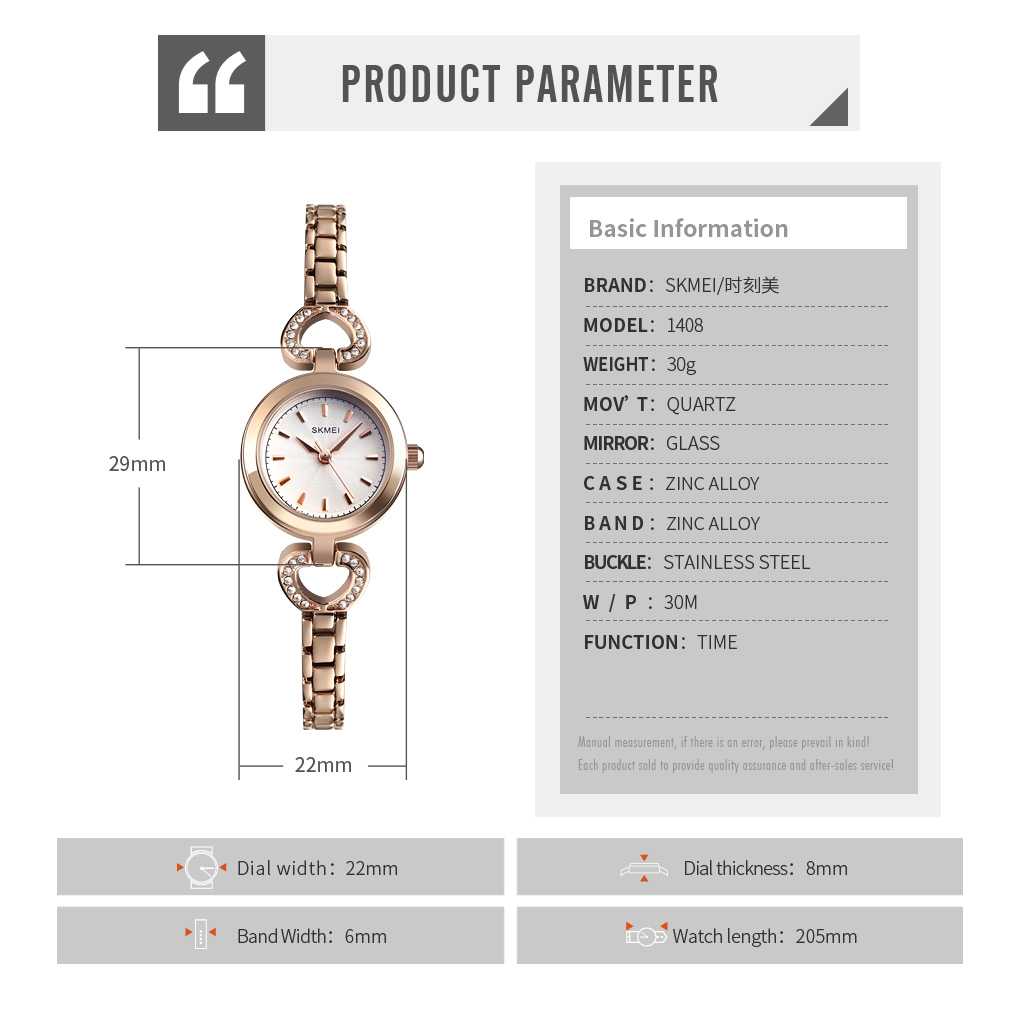 PRODUCT PARAMETER
Basic Information
BRAND: SKMEI/时刻美
MODEL: 1408
WEIGHT: 30g
MOV’ T: QUARTZ
MIRROR: GLASS
CASE: ZINC ALLOY
BAND: ZINC ALLOY
BUCKLE: STAINLESS STEEL
W / P : 30M
FUNCTION: TIME
Manual measurement, if there is an error, please prevail in kind!
Each product sold to provide quality assurance and after-sales service!
SKMEI
29mm
22mm
Dial width: 22mm
Dial thickness: 8mm
Band Width: 6mm
Watch length: 205mm